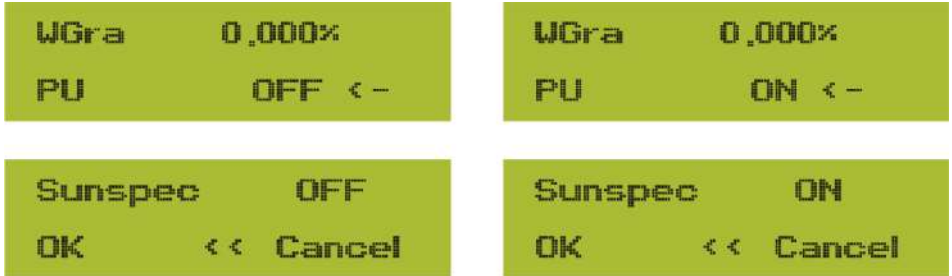 WGra 0.000%
PU OFF <-
WGra 0.000%
PU ON <-
Sunspec OFF
OK << Cancel
Sunspec ON
OK << Cancel